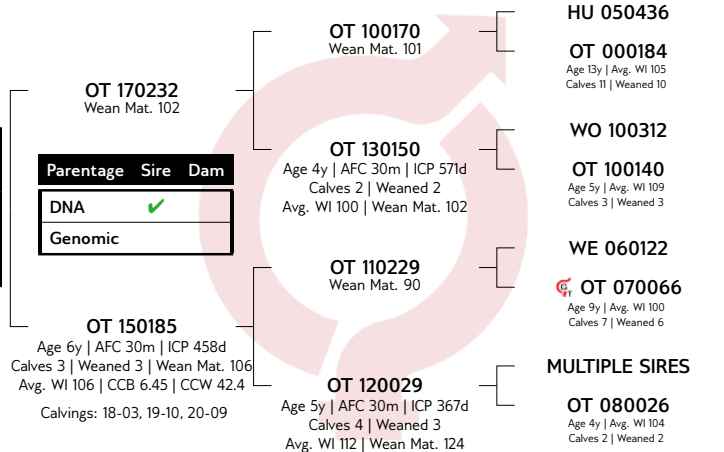 OT 170232
Wean Mat. 102
Parentage Sire Dam
DNA ✔
Genomic
OT 150185
Age 6y | AFC 30m | ICP 458d
Calves 3 | Weaned 3 | Wean Mat. 106
Avg. WI 106 | CCB 6.45 | CCW 42.4
Calvings: 18-03, 19-10, 20-09
OT 100170
Wean Mat. 101
OT 130150
Age 4y | AFC 30m | ICP 571d
Calves 2 | Weaned 2
Avg. WI 100 | Wean Mat. 102
OT 110229
Wean Mat. 90
OT 120029
Age 5y | AFC 30m | ICP 367d
Calves 4 | Weaned 3
Avg. WI 112 | Wean Mat. 124
HU 050436
OT 000184
Age 13y | Avg. WI 105
Calves 11 | Weaned 10
WO 100312
OT 100140
Age 5y | Avg. WI 109
Calves 3 | Weaned 3
WE 060122
OT 070066
Age 9y | Avg. WI 100
Calves 7 | Weaned 6
MULTIPLE SIRES
OT 080026
Age 4y | Avg. WI 104
Calves 2 | Weaned 2